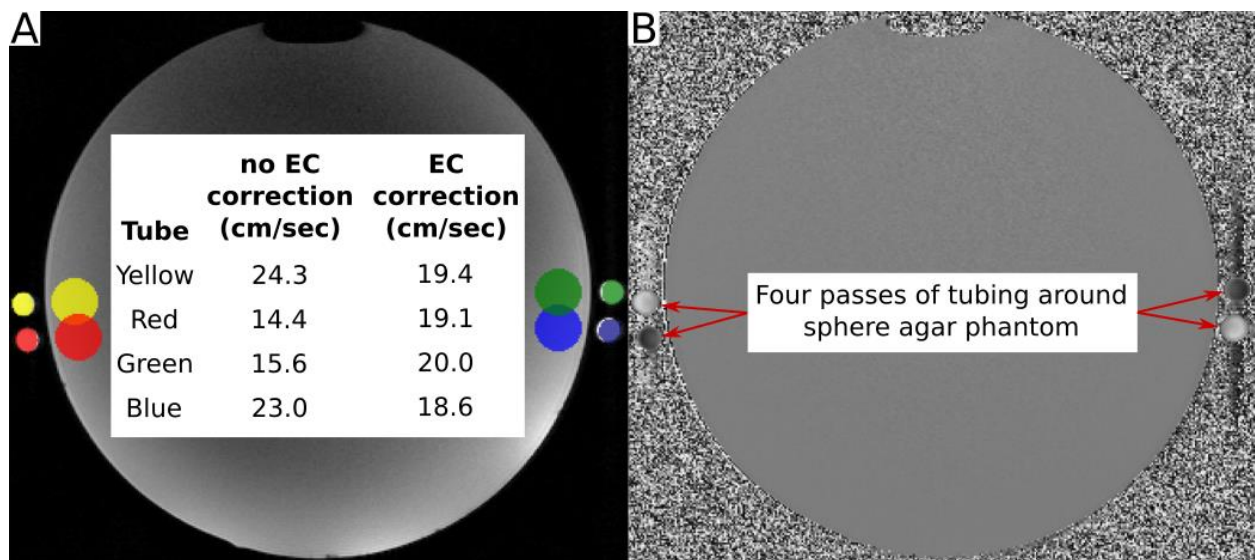 A
no EC EC
correction correction
Tube (cm/sec) (cm/sec)
Yellow 24.3 19.4
Red 14.4 19.1
Green 15.6 20.0
Blue 23.0 18.6
B
Four passes of tubing around
sphere agar phantom